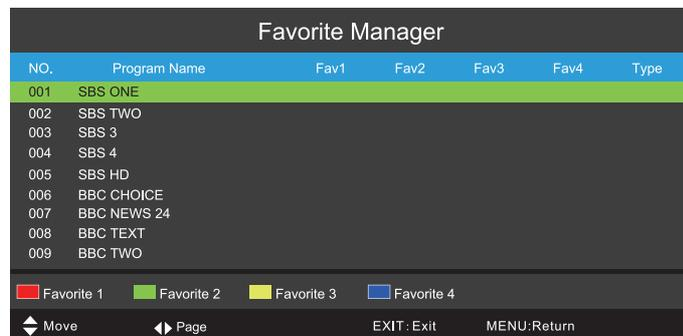 Favorite Manager
NO. Program Name Fav1 Fav2 Fav3 Fav4 Type
001 SBS ONE
002 SBS TWO
003 SBS 3
004 SBS 4
005 SBS HD
006 BBC CHOICE
007 BBC NEWS 24
008 BBC TEXT
009 BBC TWO
Favorite 1 Favorite 2 Favorite 3 Favorite 4
Move Page EXIT:Exit MENU:Return